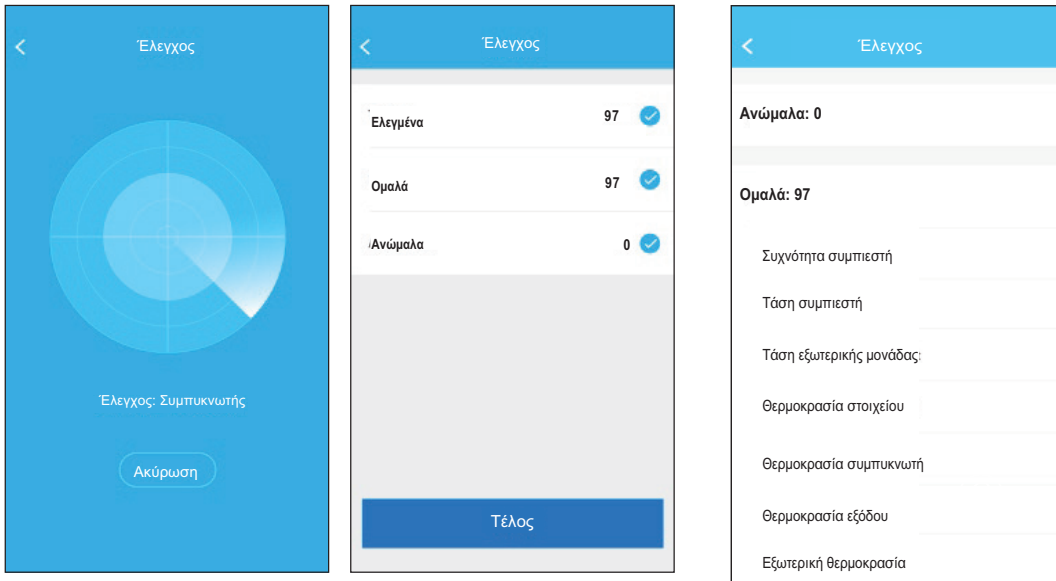 Έλεγχος
Έλεγχος: Συμπυκνωτής
Ακύρωση
Έλεγχος
Έλεγμένα 97
Ομαλά 97
Ανώμαλα 0
Τέλος
Έλεγχος
Ανώμαλα: 0
Ομαλά: 97
Συχνότητα συμπιεστή
Τάση συμπιεστή
Τάση εξωτερικής μονάδας
Θερμοκρασία στοιχείου
Θερμοκρασία συμπυκνωτή
Θερμοκρασία εξόδου
Εξωτερική θερμοκρασία